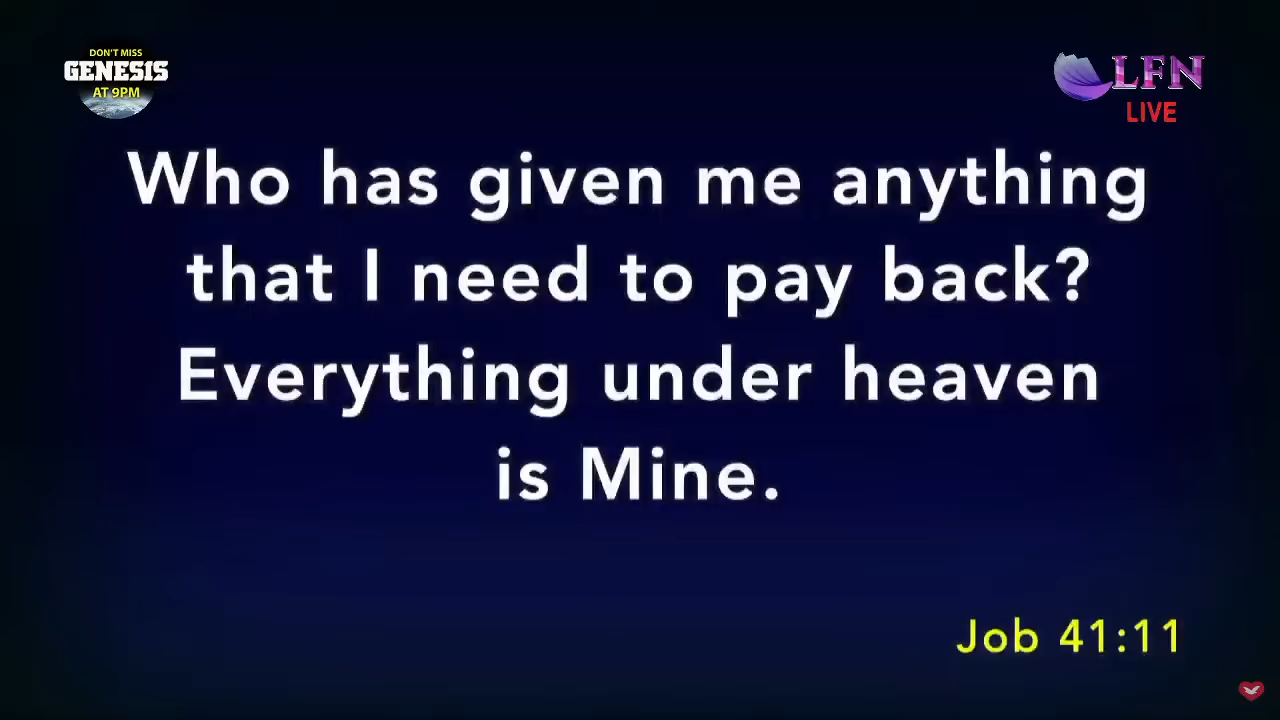 DON'T MISS
GENESIS
AT 9PM
LFN
LIVE
Who has given me anything
that I need to pay back?
Everything under heaven
is Mine.
Job 41:11